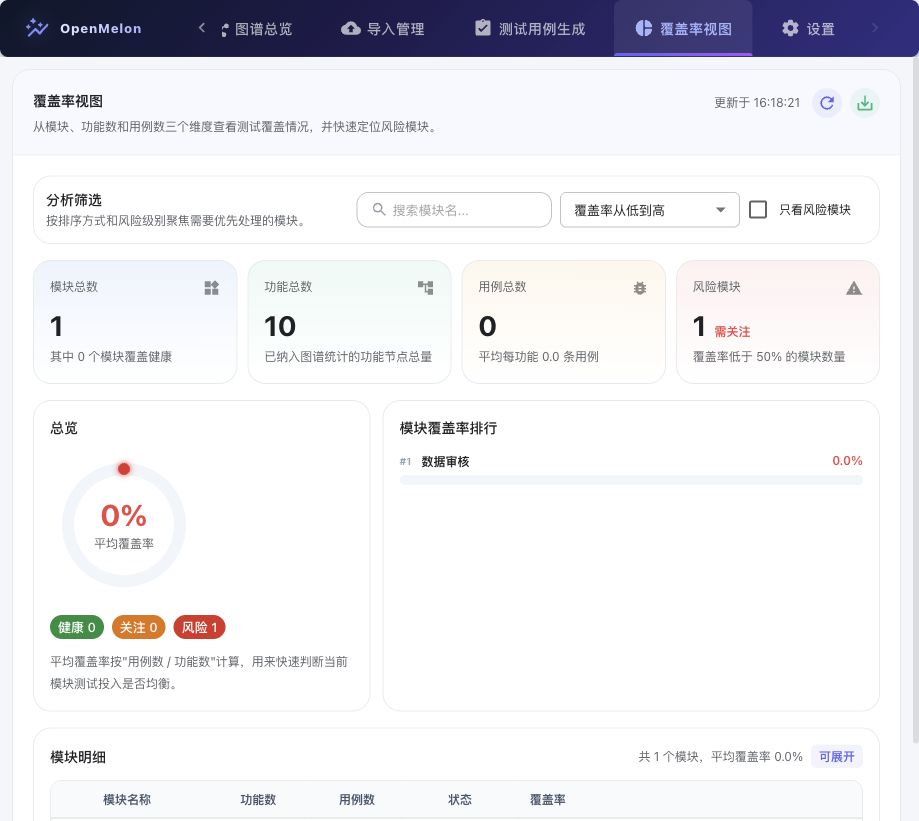 OpenMelon
图谱总览
导入管理
测试用例生成
覆盖率视图
设置
覆盖率视图
更新于 16:18:21
从模块、功能数和用例数三个维度查看测试覆盖情况，并快速定位风险模块。
分析筛选
按排序方式和风险级别聚焦需要优先处理的模块。
搜索模块名...
覆盖率从低到高
只看风险模块
模块总数
1
其中 0 个模块覆盖健康
功能总数
10
已纳入图谱统计的功能节点总量
用例总数
0
平均每功能 0.0 条用例
风险模块
1 需关注
覆盖率低于 50% 的模块数量
总览
0%
平均覆盖率
健康 0
关注 0
风险 1
平均覆盖率按"用例数 / 功能数"计算，用来快速判断当前
模块测试投入是否均衡。
模块覆盖率排行
#1 数据审核 0.0%
模块明细
共 1 个模块，平均覆盖率 0.0%
可展开
模块名称 功能数 用例数 状态 覆盖率